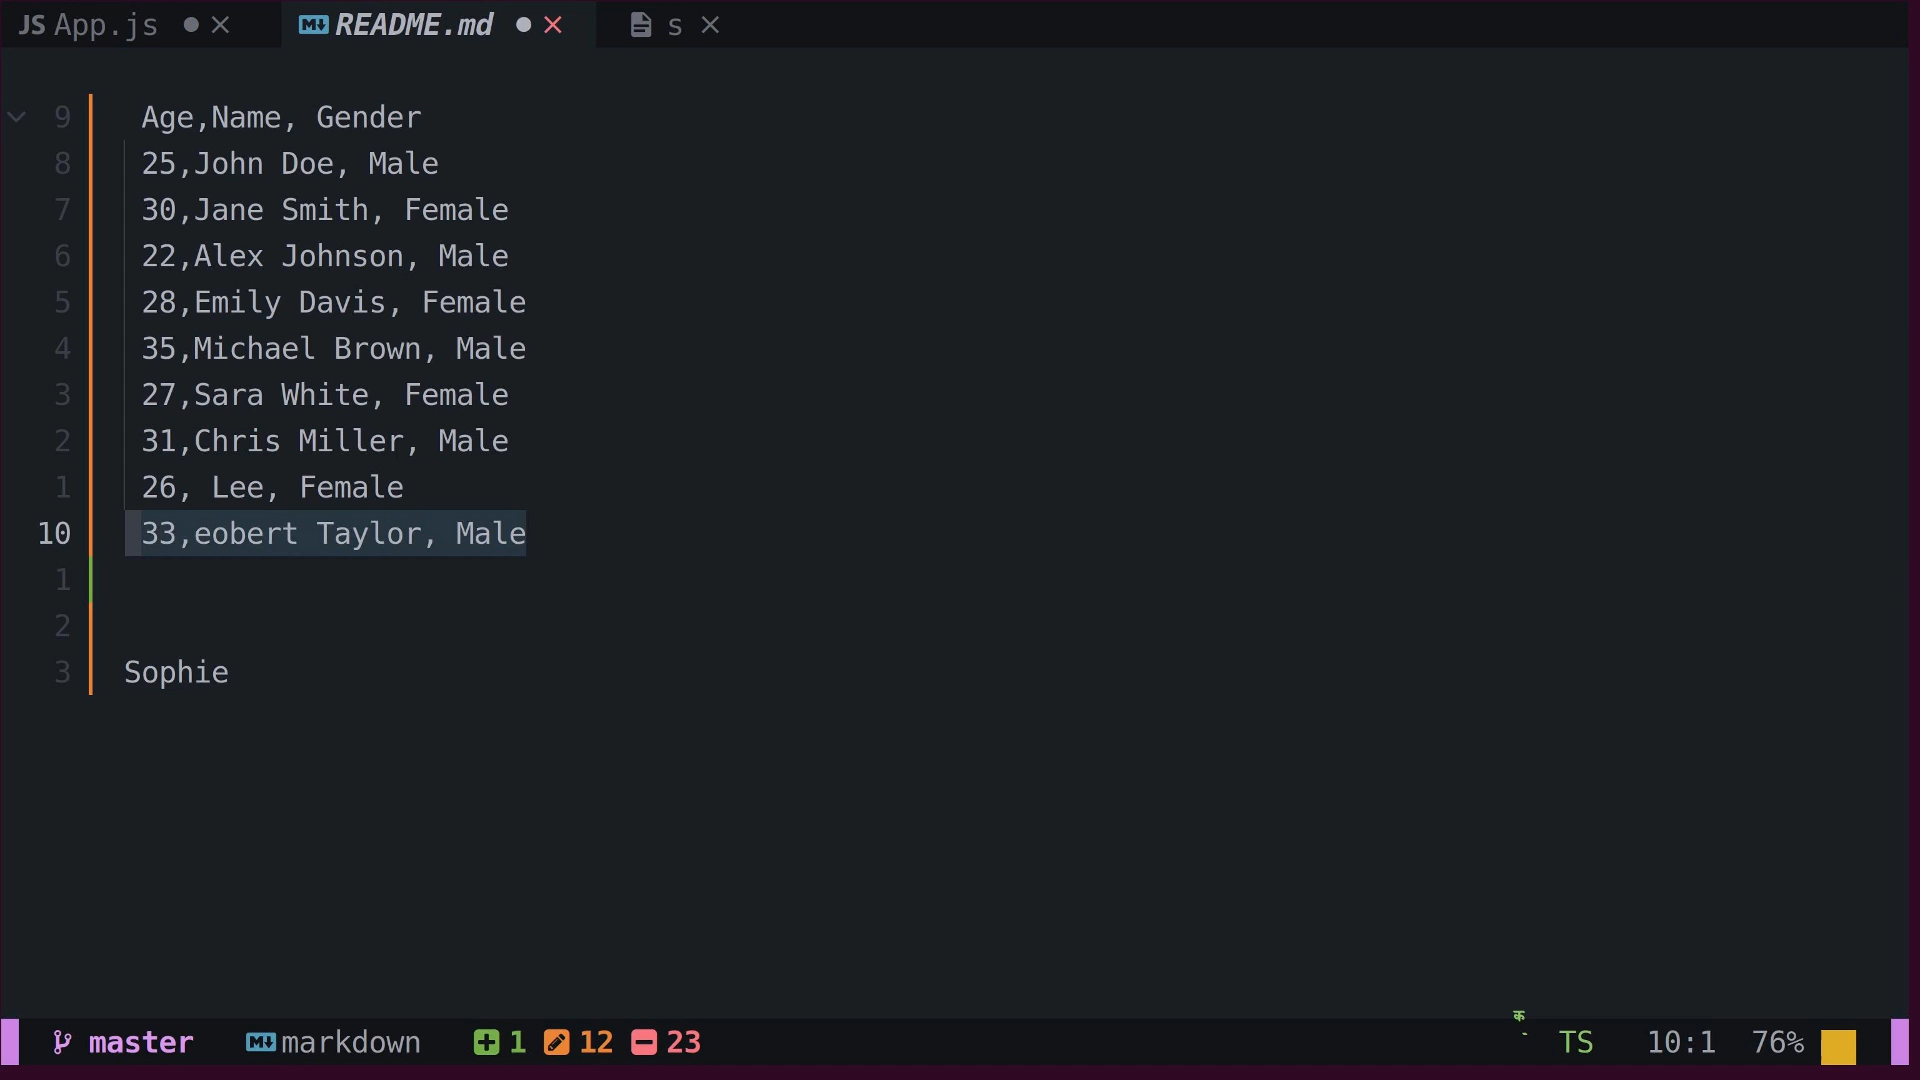 JS App.js README.md s
9 Age,Name, Gender
8 25,John Doe, Male
7 30,Jane Smith, Female
6 22,Alex Johnson, Male
5 28,Emily Davis, Female
4 35,Michael Brown, Male
3 27,Sara White, Female
2 31,Chris Miller, Male
1 26, Lee, Female
10 33,eobert Taylor, Male
1
2
3 Sophie
master markdown 1 12 23 TS 10:1 76%